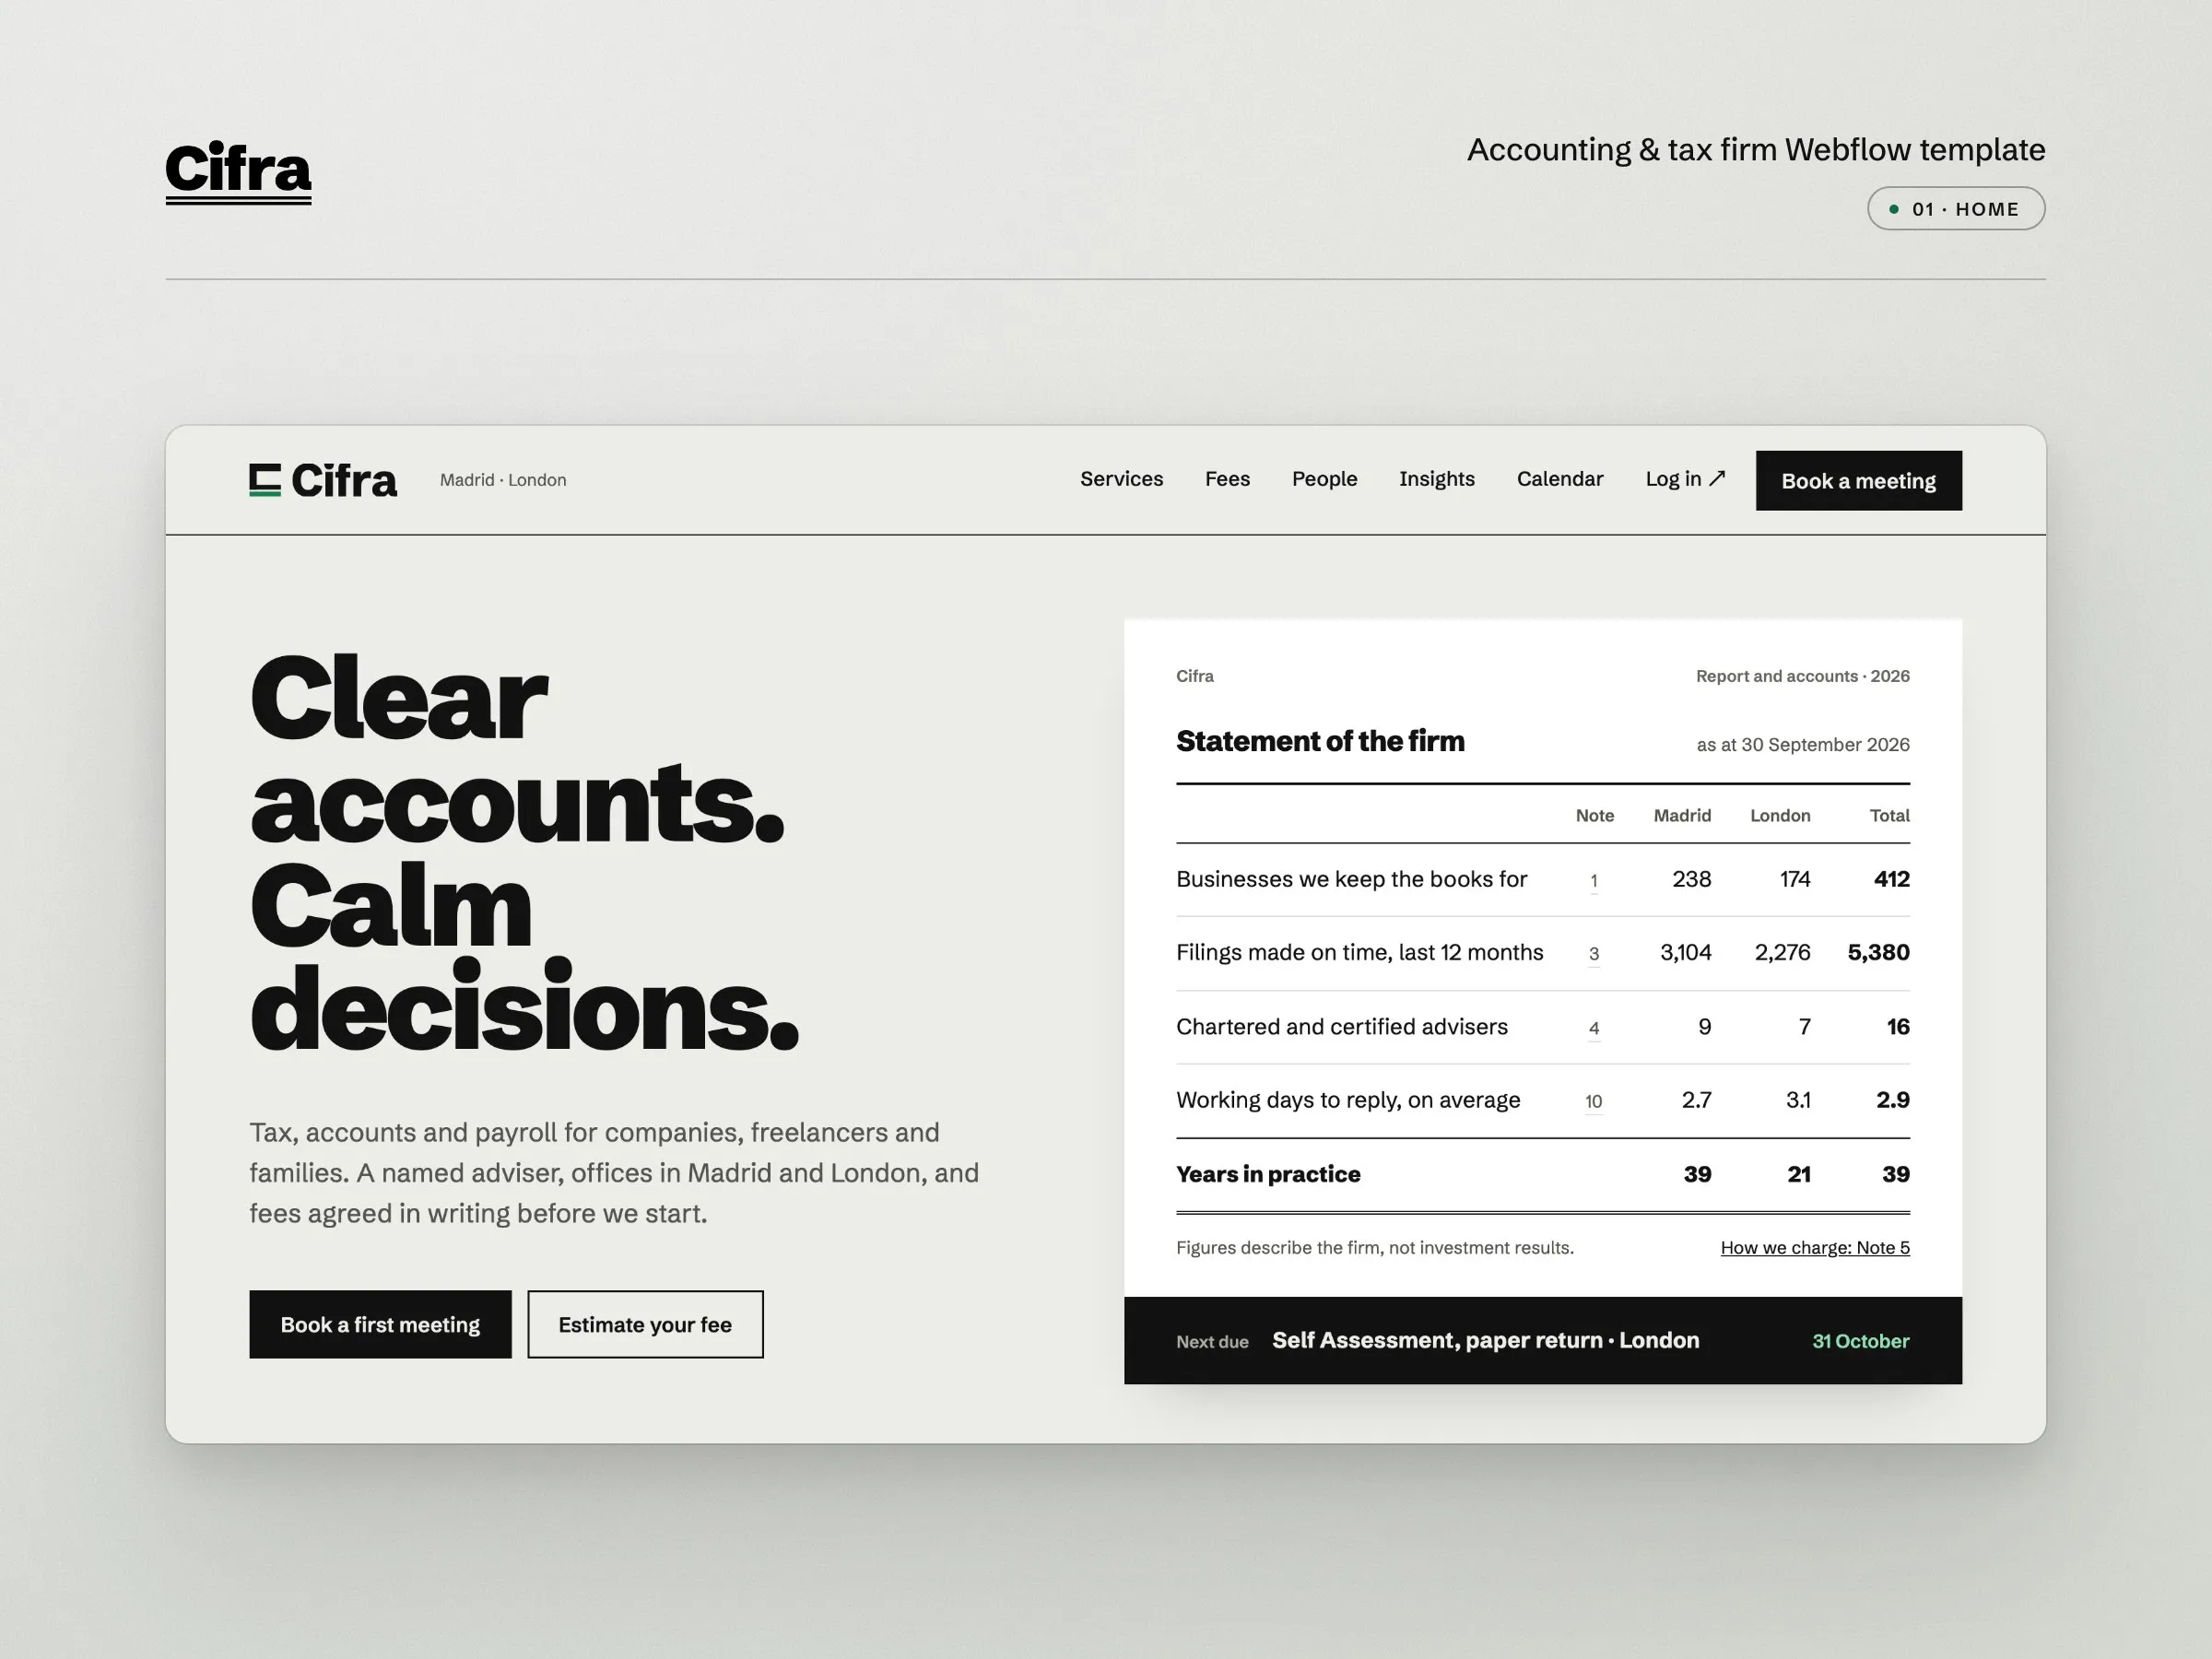 Cifra
Accounting & tax firm Webflow template
01 · HOME
Cifra
Madrid · London
Services
Fees
People
Insights
Calendar
Log in ↗
Book a meeting
Clear
accounts.
Calm
decisions.
Tax, accounts and payroll for companies, freelancers and
families. A named adviser, offices in Madrid and London, and
fees agreed in writing before we start.
Book a first meeting
Estimate your fee
Cifra
Report and accounts · 2026
Statement of the firm
as at 30 September 2026
Note Madrid London Total
Businesses we keep the books for 1 238 174 412
Filings made on time, last 12 months 3 3,104 2,276 5,380
Chartered and certified advisers 4 9 7 16
Working days to reply, on average 10 2.7 3.1 2.9
Years in practice 39 21 39
Figures describe the firm, not investment results.
How we charge: Note 5
Next due Self Assessment, paper return · London 31 October